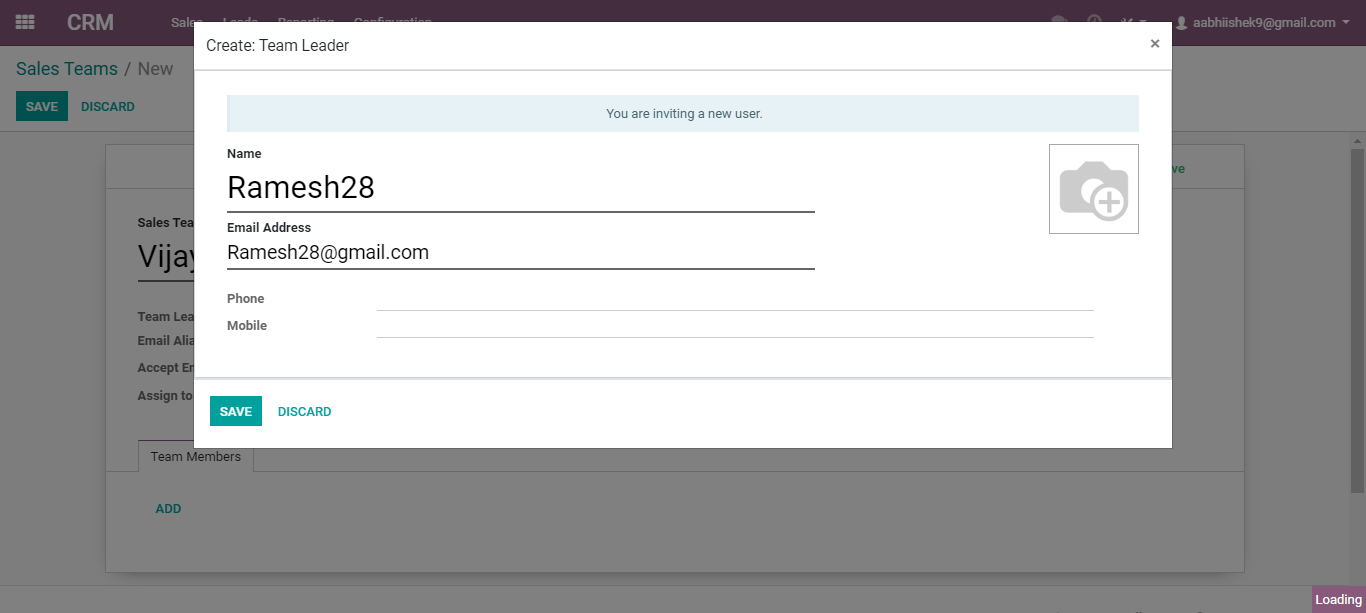 CRM Sales Leads Reporting Configuration aabhiishek9@gmail.com
Create: Team Leader ×
Sales Teams / New
SAVE DISCARD
You are inviting a new user.
Name
Ramesh28
Email Address
Ramesh28@gmail.com
Phone
Mobile
SAVE DISCARD
ve
Sales Tea
Vijay
Team Lea
Email Alia
Accept Em
Assign to
Team Members
ADD
Loading